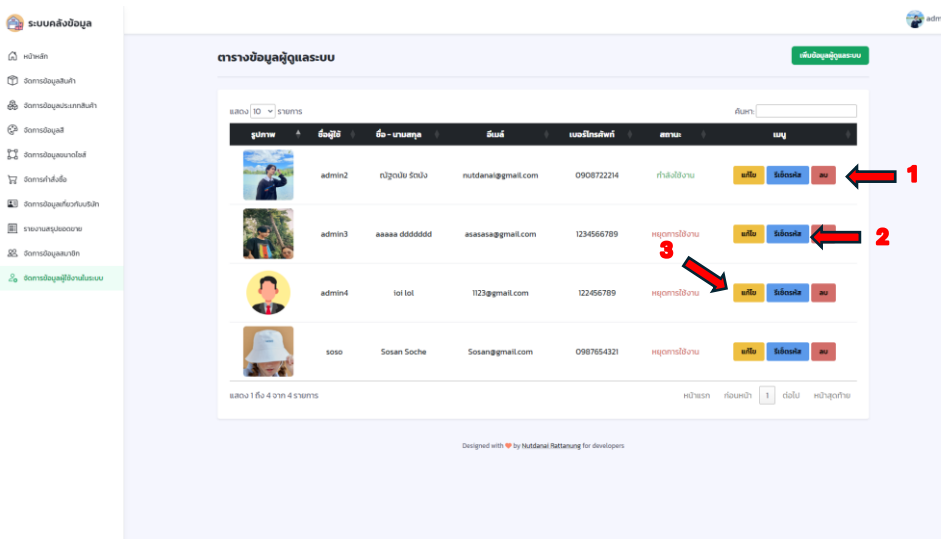 ระบบคลังข้อมูล
adm
หน้าหลัก
จัดการข้อมูลสินค้า
จัดการข้อมูลประเภทสินค้า
จัดการข้อมูลสี
จัดการข้อมูลขนาดไซส์
จัดการคำสั่งซื้อ
จัดการข้อมูลเกี่ยวกับบริษัท
รายงานสรุปยอดขาย
จัดการข้อมูลสมาชิก
จัดการข้อมูลผู้ใช้งานในระบบ
ตารางข้อมูลผู้ดูแลระบบ
เพิ่มข้อมูลผู้ดูแลระบบ
แสดง 10 รายการ
ค้นหา:
รูปภาพ ชื่อผู้ใช้ ชื่อ - นามสกุล อีเมล์ เบอร์โทรศัพท์ สถานะ เมนู
admin2 ณัฐดนัย รัตนัง nutdanai@gmail.com 0908722214 กำลังใช้งาน แก้ไข รีเซ็ตรหัส ลบ 1
admin3 aaaaa ddddddd asasasa@gmail.com 1234566789 หยุดการใช้งาน แก้ไข รีเซ็ตรหัส 2
3
admin4 ioi lol 1123@gmail.com 122456789 หยุดการใช้งาน แก้ไข รีเซ็ตรหัส ลบ
soso Sosan Soche Sosan@gmail.com 0987654321 หยุดการใช้งาน แก้ไข รีเซ็ตรหัส ลบ
แสดง 1 ถึง 4 จาก 4 รายการ
หน้าแรก ก่อนหน้า 1 ต่อไป หน้าสุดท้าย
Designed with ❤ by Nutdanai Rattanung for developers